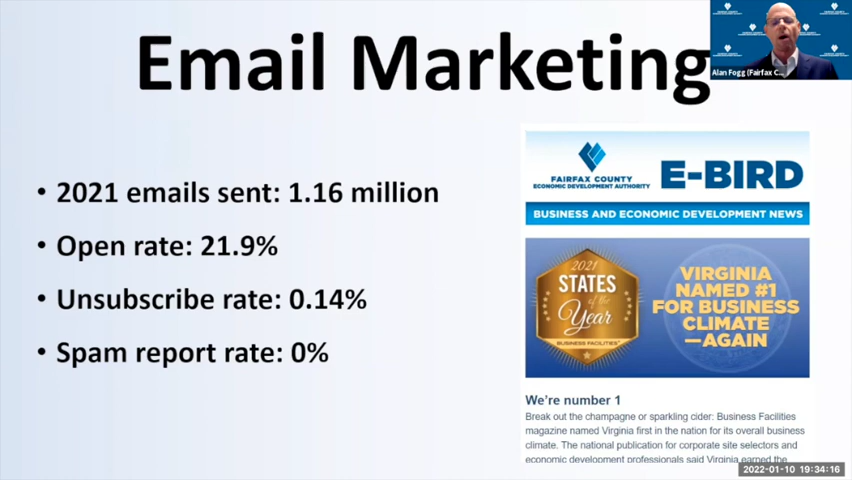 Email Marketing
Alan Fogg (Fairfax C...
• 2021 emails sent: 1.16 million
• Open rate: 21.9%
• Unsubscribe rate: 0.14%
• Spam report rate: 0%
FAIRFAX COUNTY
ECONOMIC DEVELOPMENT AUTHORITY
E-BIRD
BUSINESS AND ECONOMIC DEVELOPMENT NEWS
2021
STATES
of the
Year
BUSINESS FACILITIES
VIRGINIA
NAMED #1
FOR BUSINESS
CLIMATE
—AGAIN
We're number 1
Break out the champagne or sparkling cider: Business Facilities
magazine named Virginia first in the nation for its overall business
climate. The national publication for corporate site selectors and
economic development professionals said Virginia earned the
2022-01-10 19:34:16